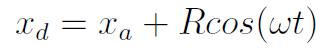 x_d = x_a + Rcos(ωt)